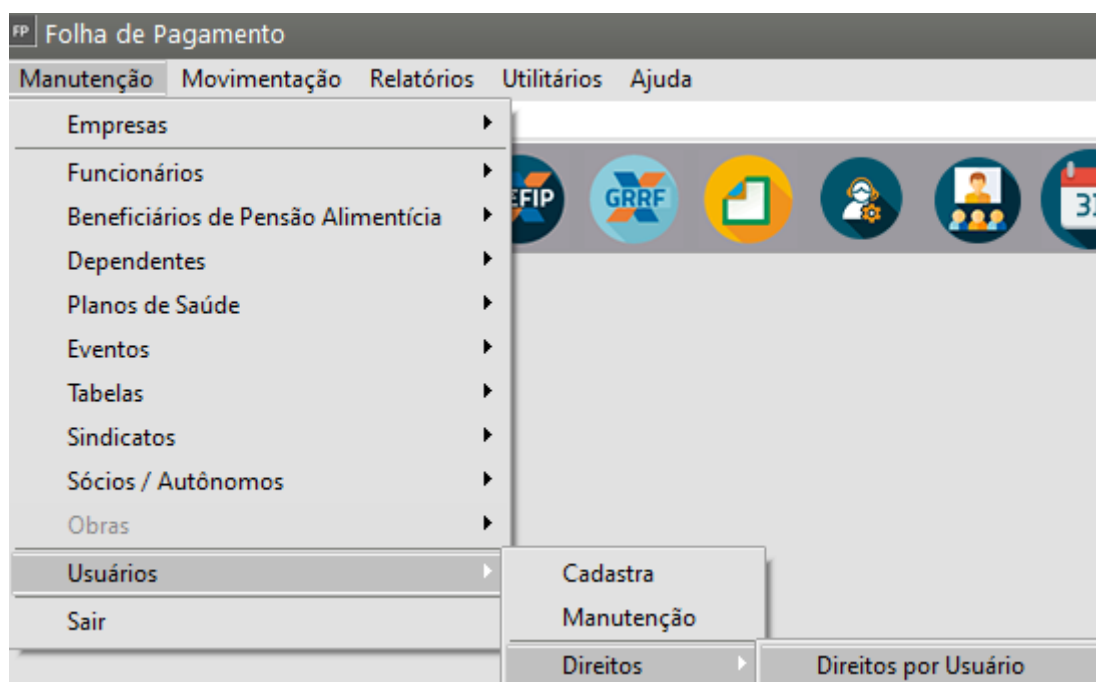 FP Folha de Pagamento
Manutenção Movimentação Relatórios Utilitários Ajuda
Empresas
Funcionários
EFIP GRRF 31
Beneficiários de Pensão Alimentícia
Dependentes
Planos de Saúde
Eventos
Tabelas
Sindicatos
Sócios / Autônomos
Obras
Usuários Cadastra
Sair Manutenção
Direitos Direitos por Usuário